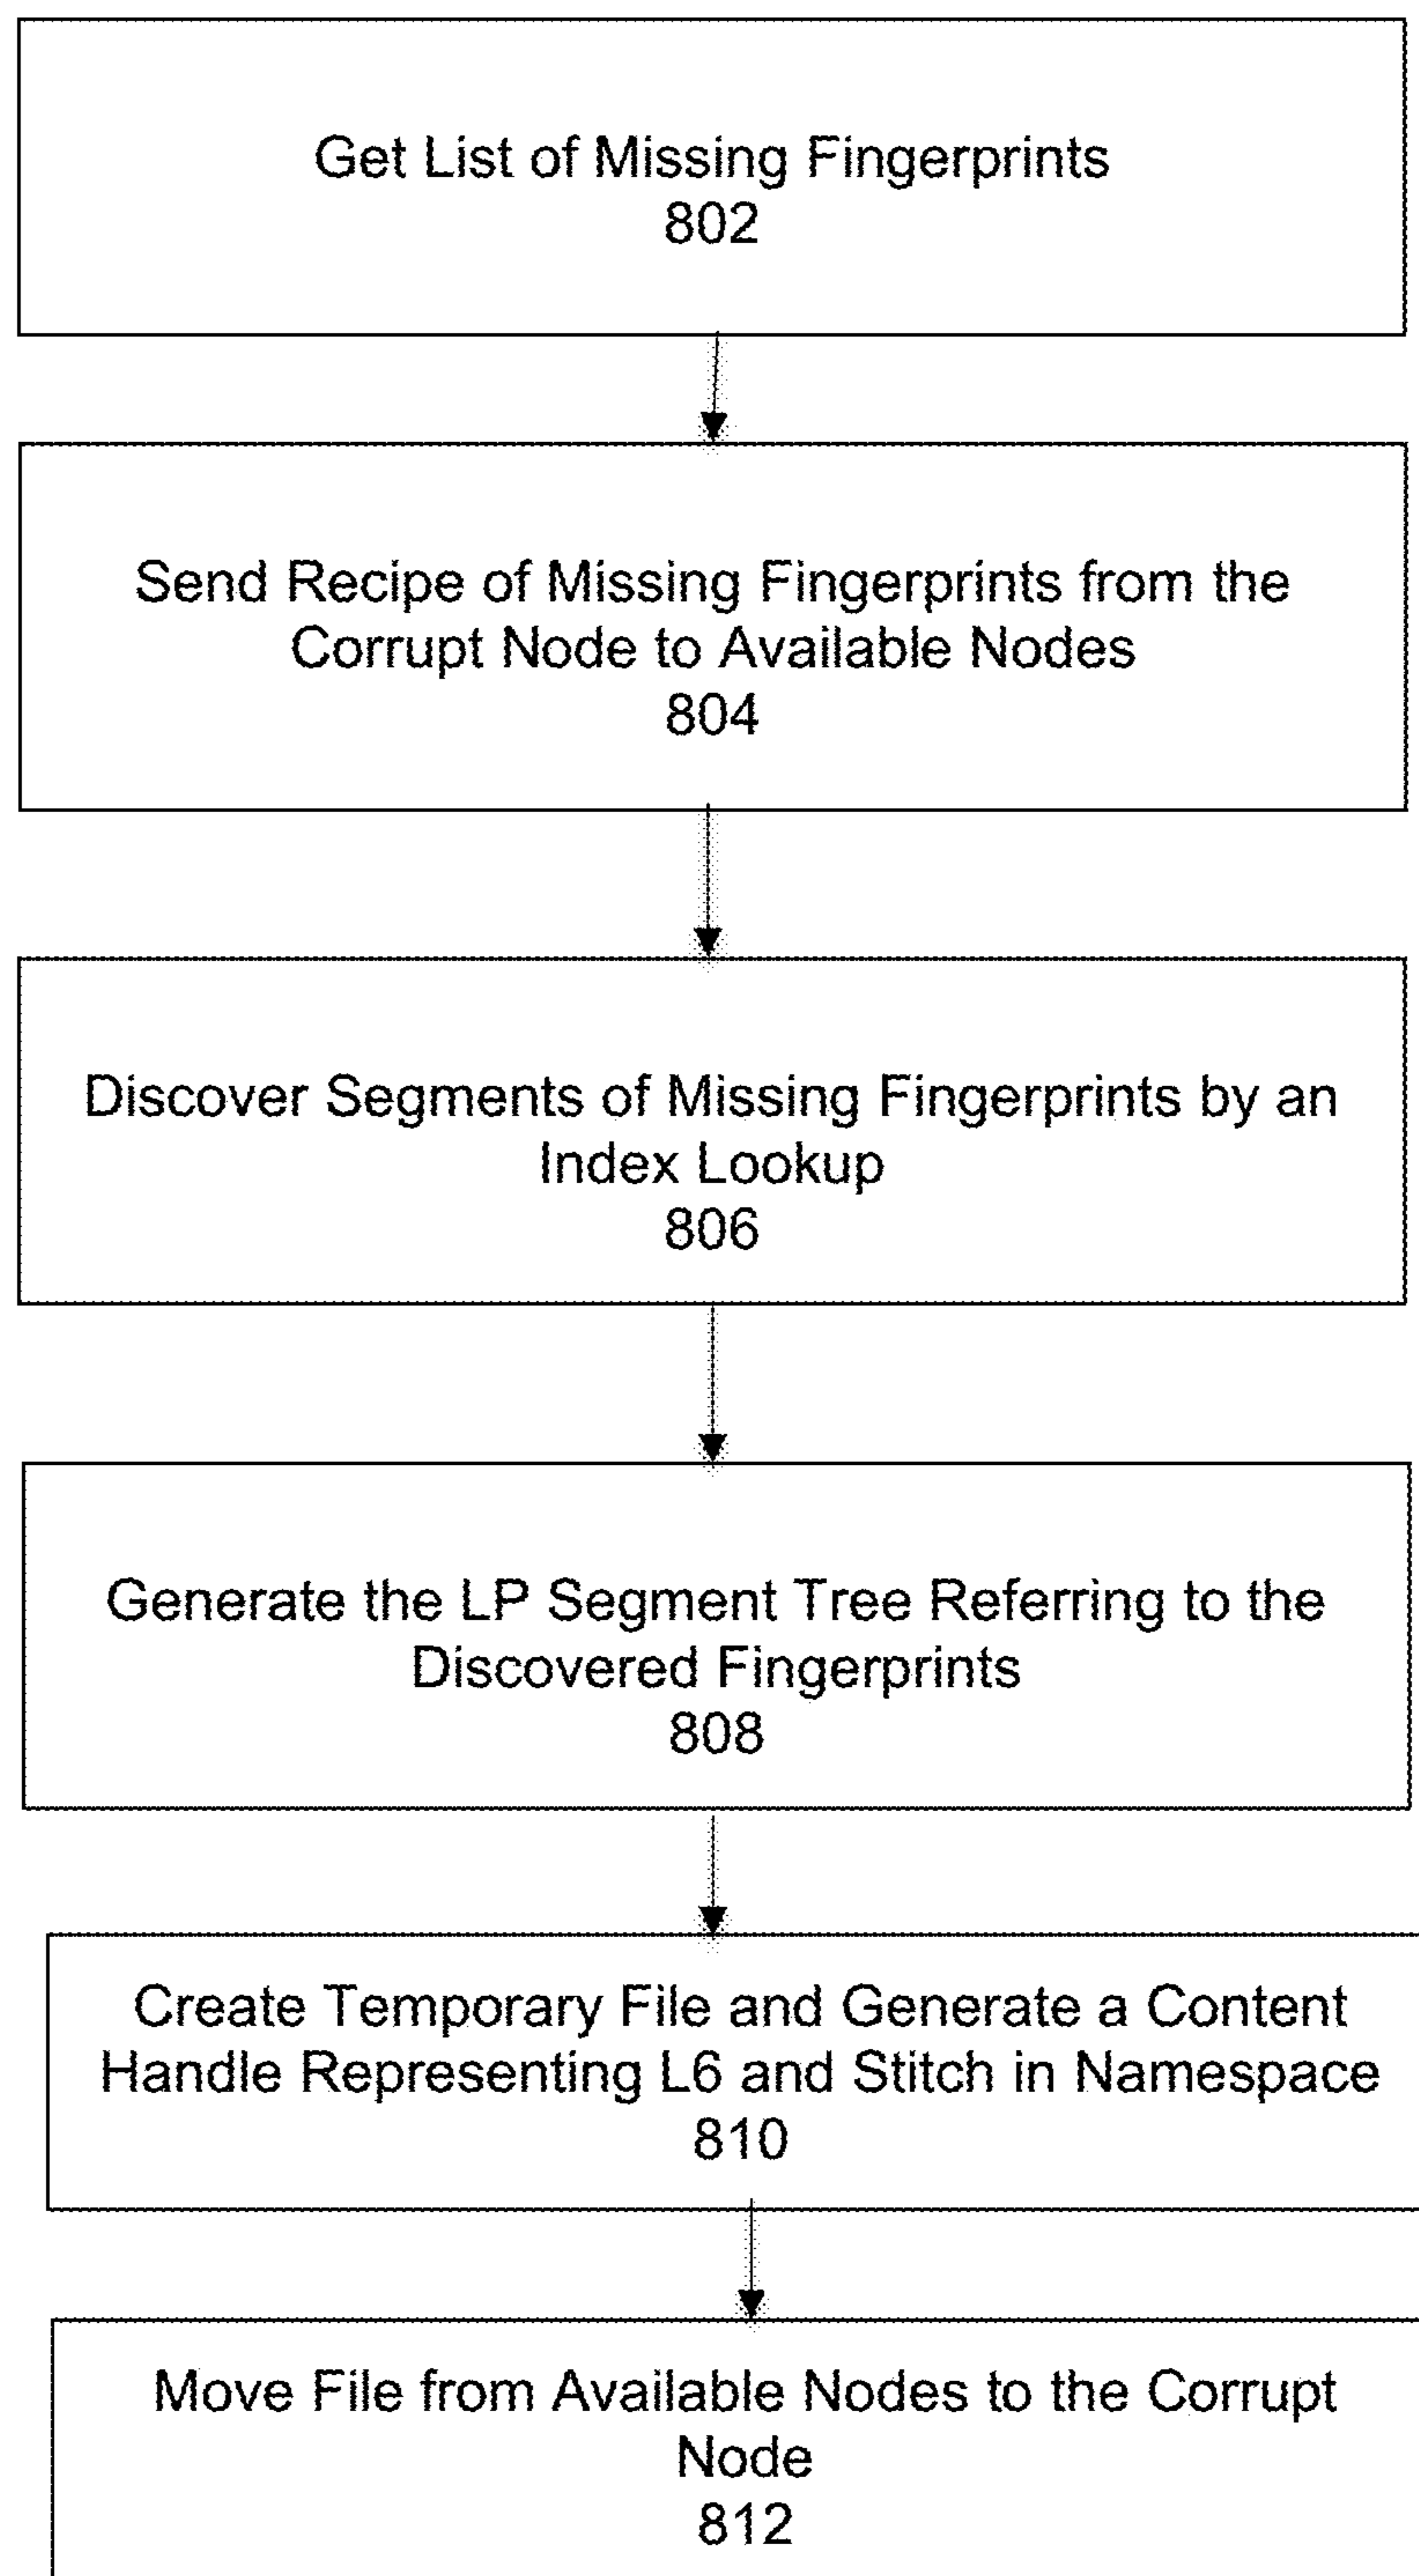 Get List of Missing Fingerprints
802
Send Recipe of Missing Fingerprints from the
Corrupt Node to Available Nodes
804
Discover Segments of Missing Fingerprints by an
Index Lookup
806
Generate the LP Segment Tree Referring to the
Discovered Fingerprints
808
Create Temporary File and Generate a Content
Handle Representing L6 and Stitch in Namespace
810
Move File from Available Nodes to the Corrupt
Node
812